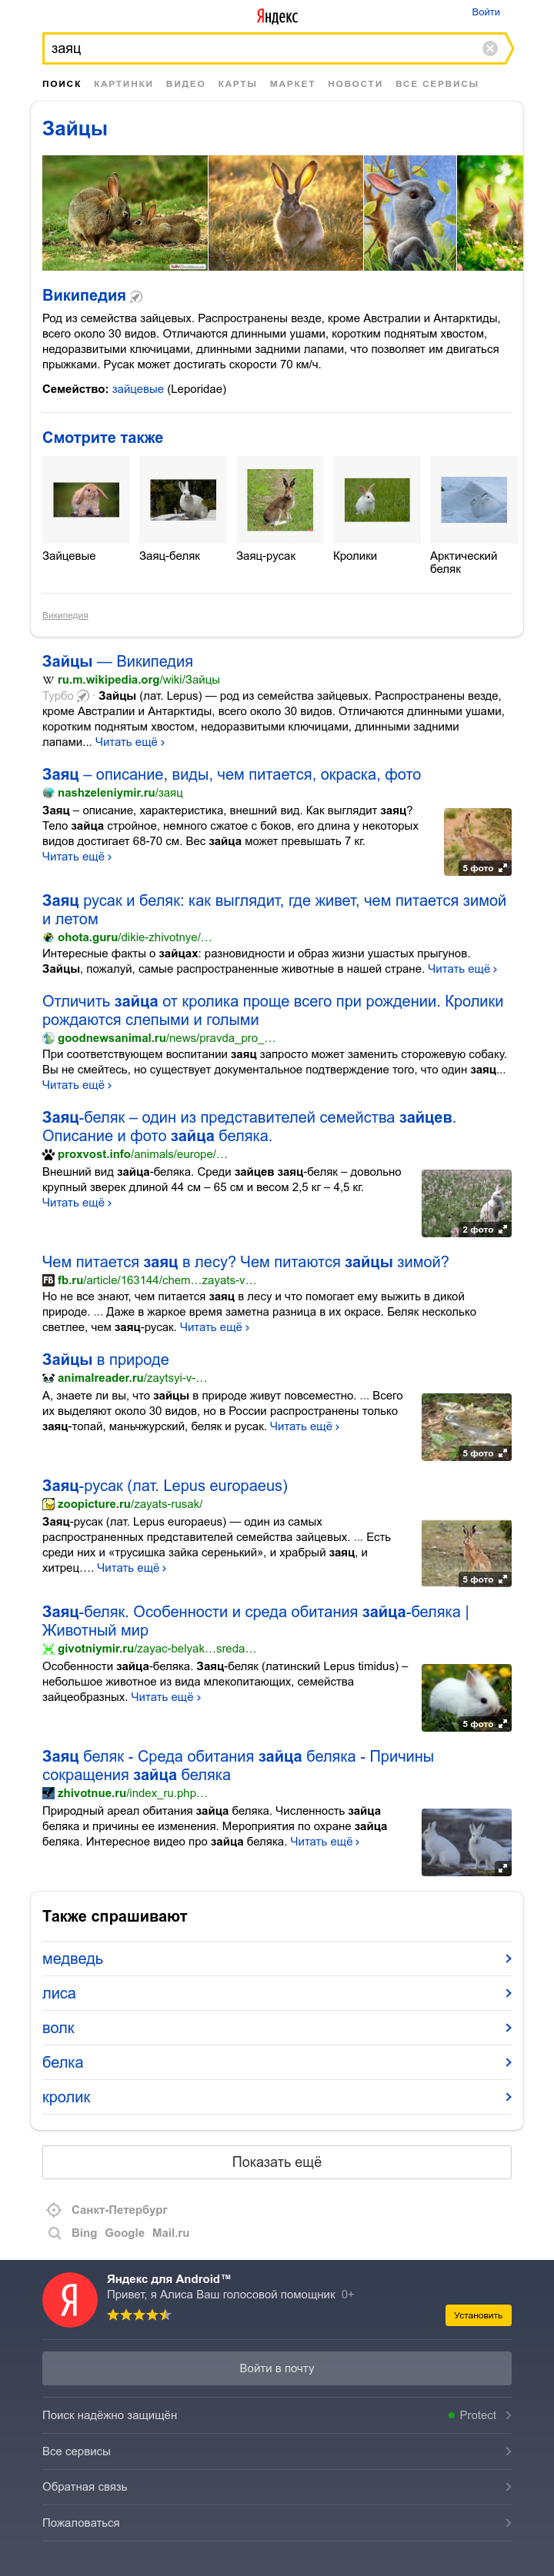 Яндекс
Войти
заяц
ПОИСК КАРТИНКИ ВИДЕО КАРТЫ МАРКЕТ НОВОСТИ ВСЕ СЕРВИСЫ
Зайцы
Википедия
Род из семейства зайцевых. Распространены везде, кроме Австралии и Антарктиды,
всего около 30 видов. Отличаются длинными ушами, коротким поднятым хвостом,
недоразвитыми ключицами, длинными задними лапами, что позволяет им двигаться
прыжками. Русак может достигать скорости 70 км/ч.
Семейство: зайцевые (Leporidae)
Смотрите также
Зайцевые
Заяц-беляк
Заяц-русак
Кролики
Арктический
беляк
Википедия
Зайцы — Википедия
ru.m.wikipedia.org/wiki/Зайцы
Турбо · Зайцы (лат. Lepus) — род из семейства зайцевых. Распространены везде,
кроме Австралии и Антарктиды, всего около 30 видов. Отличаются длинными ушами,
коротким поднятым хвостом, недоразвитыми ключицами, длинными задними
лапами... Читать ещё ›
Заяц – описание, виды, чем питается, окраска, фото
nashzeleniymir.ru/заяц
Заяц – описание, характеристика, внешний вид. Как выглядит заяц?
Тело зайца стройное, немного сжатое с боков, его длина у некоторых
видов достигает 68-70 см. Вес зайца может превышать 7 кг.
Читать ещё ›
5 фото
Заяц русак и беляк: как выглядит, где живет, чем питается зимой
и летом
ohota.guru/dikie-zhivotnye/…
Интересные факты о зайцах: разновидности и образ жизни ушастых прыгунов.
Зайцы, пожалуй, самые распространенные животные в нашей стране. Читать ещё ›
Отличить зайца от кролика проще всего при рождении. Кролики
рождаются слепыми и голыми
goodnewsanimal.ru/news/pravda_pro_…
При соответствующем воспитании заяц запросто может заменить сторожевую собаку.
Вы не смейтесь, но существует документальное подтверждение того, что один заяц...
Читать ещё ›
Заяц-беляк – один из представителей семейства зайцев.
Описание и фото зайца беляка.
proxvost.info/animals/europe/…
Внешний вид зайца-беляка. Среди зайцев заяц-беляк – довольно
крупный зверек длиной 44 см – 65 см и весом 2,5 кг – 4,5 кг.
Читать ещё ›
2 фото
Чем питается заяц в лесу? Чем питаются зайцы зимой?
FB fb.ru/article/163144/chem…zayats-v…
Но не все знают, чем питается заяц в лесу и что помогает ему выжить в дикой
природе. ... Даже в жаркое время заметна разница в их окрасе. Беляк несколько
светлее, чем заяц-русак. Читать ещё ›
Зайцы в природе
animalreader.ru/zaytsyi-v-…
А, знаете ли вы, что зайцы в природе живут повсеместно. ... Всего
их выделяют около 30 видов, но в России распространены только
заяц-толай, маньчжурский, беляк и русак. Читать ещё ›
5 фото
Заяц-русак (лат. Lepus europaeus)
zoopicture.ru/zayats-rusak/
Заяц-русак (лат. Lepus europaeus) — один из самых
распространенных представителей семейства зайцевых. ... Есть
среди них и «трусишка зайка серенький», и храбрый заяц, и
хитрец.... Читать ещё ›
5 фото
Заяц-беляк. Особенности и среда обитания зайца-беляка |
Животный мир
givotniymir.ru/zayac-belyak…sreda…
Особенности зайца-беляка. Заяц-беляк (латинский Lepus timidus) –
небольшое животное из вида млекопитающих, семейства
зайцеобразных. Читать ещё ›
5 фото
Заяц беляк - Среда обитания зайца беляка - Причины
сокращения зайца беляка
zhivotnue.ru/index_ru.php…
Природный ареал обитания зайца беляка. Численность зайца
беляка и причины ее изменения. Мероприятия по охране зайца
беляка. Интересное видео про зайца беляка. Читать ещё ›
Также спрашивают
медведь
лиса
волк
белка
кролик
Показать ещё
Санкт-Петербург
Bing Google Mail.ru
Я
Яндекс для Android™
Привет, я Алиса Ваш голосовой помощник 0+
Установить
Войти в почту
Поиск надёжно защищён
Protect
Все сервисы
Обратная связь
Пожаловаться